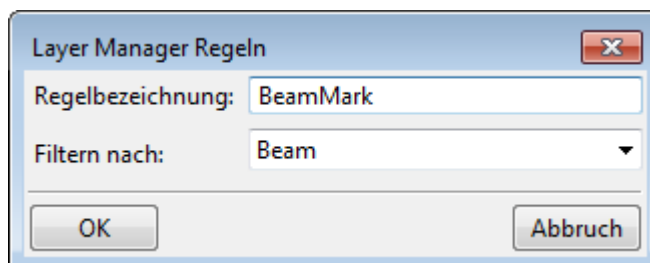 Layer Manager Regeln
Regelbezeichnung: BeamMark
Filtern nach: Beam
OK Abbruch